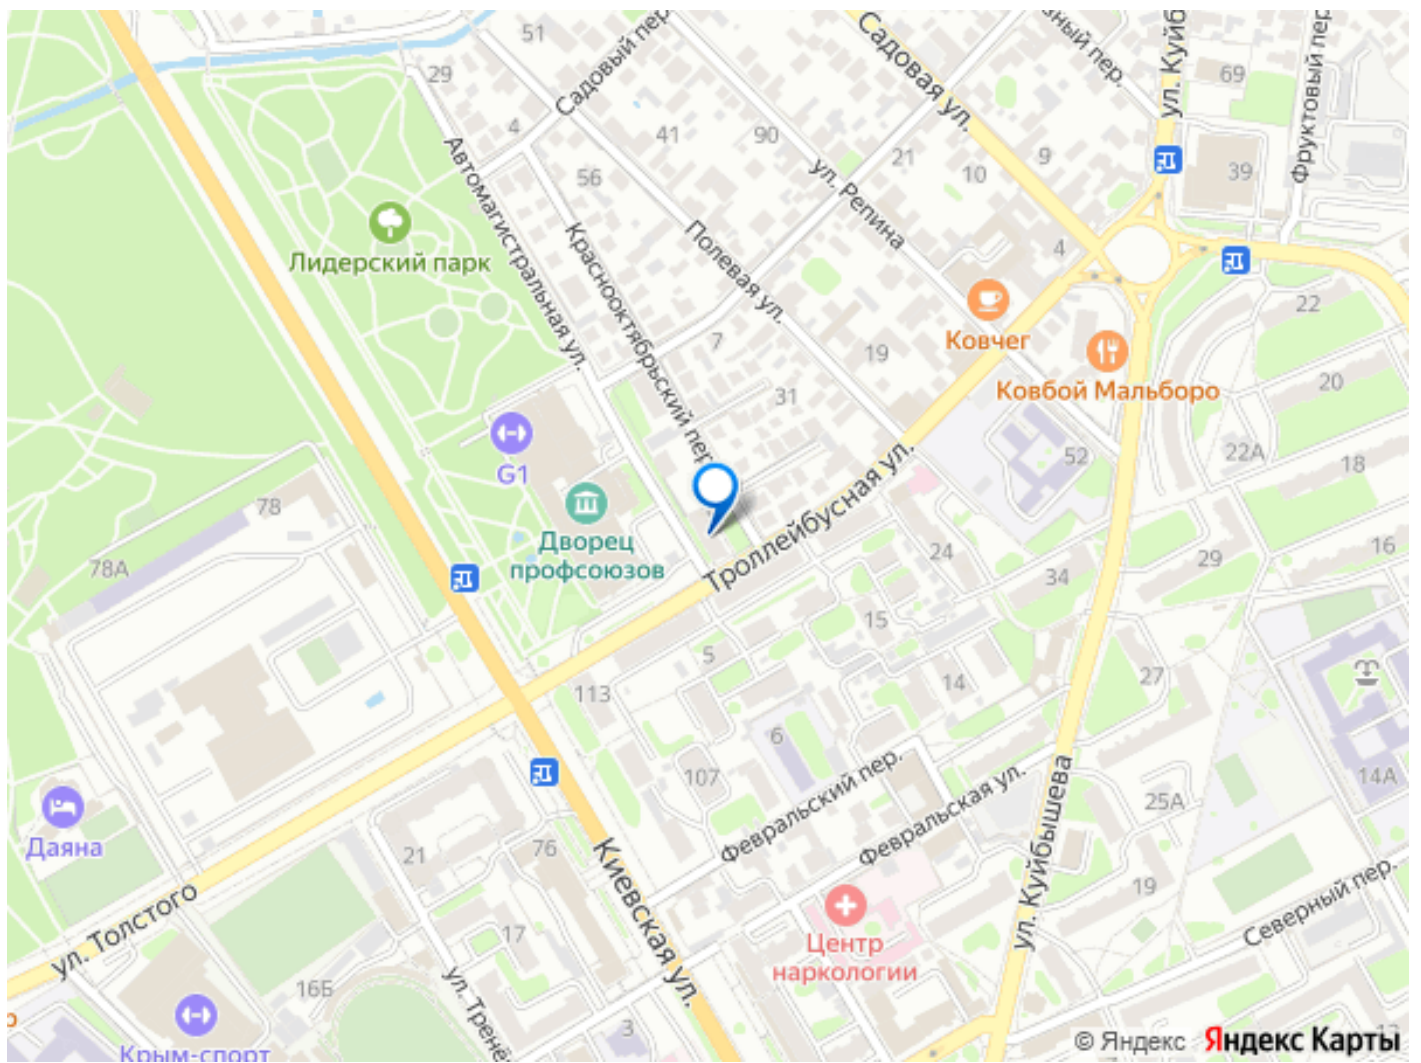 51
Садовый пер.
29
4
41
90
56
Автомагистральная ул.
Лидерский парк
Краснооктябрьский пер.
Полевая ул.
ул. Репина
Садовая ул.
21
10
9
4
69
39
ул. Куйб
Фруктовый пер.
22
20
22А
18
16
Ковчег
Ковбой Мальборо
7
19
31
52
G1
Дворец
профсоюзов
78
78А
Троллейбусная ул.
24
34
29
15
14
27
5
113
6
107
Февральский пер.
Февральская ул.
ул. Куйбышева
25А
14А
19
Северный пер.
Даяна
21
76
17
16Б
3
Киевская ул.
ул. Толстого
ул. Тренё
Центр
наркологии
Крым-спорт
© Яндекс Яндекс Карты